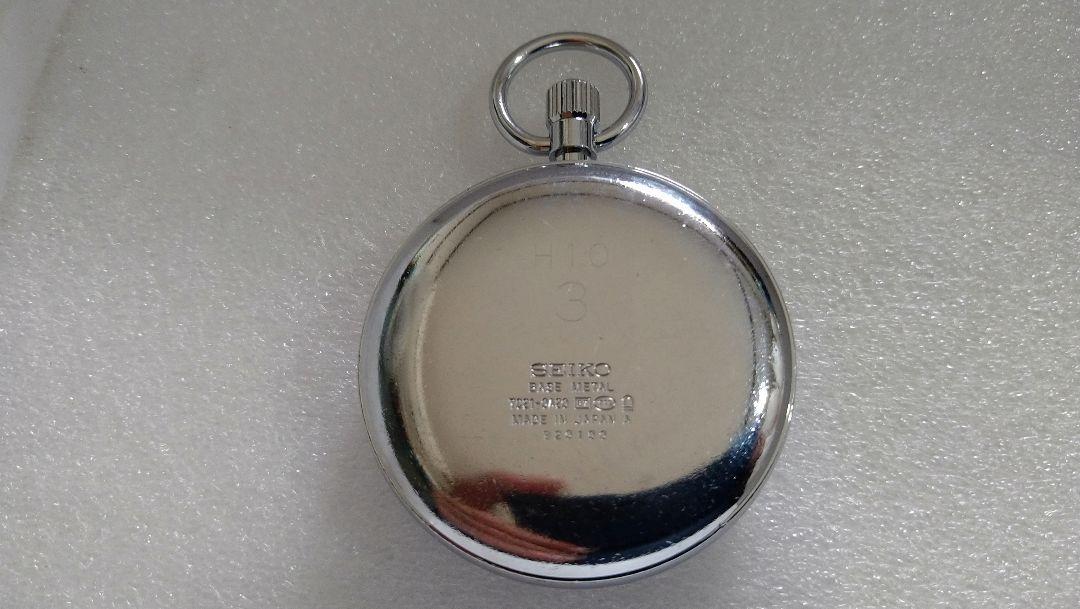 H10
3
SEIKO
BASE METAL
MADE IN JAPAN A